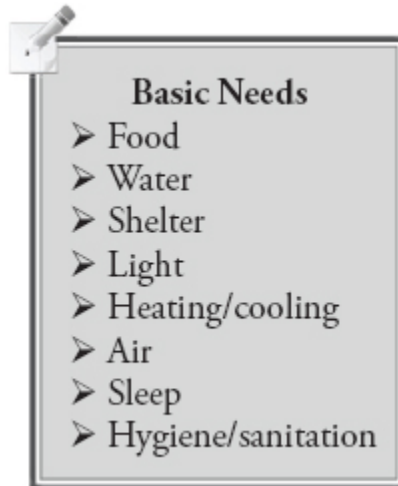 Basic Needs
➢ Food
➢ Water
➢ Shelter
➢ Light
➢ Heating/cooling
➢ Air
➢ Sleep
➢ Hygiene/sanitation